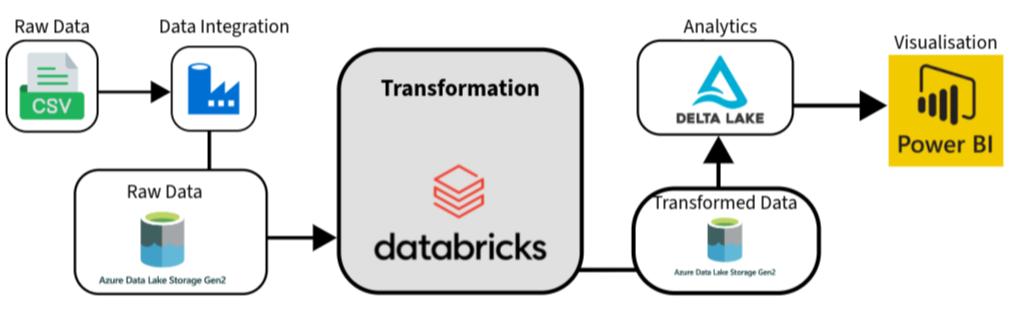 Raw Data
CSV
Data Integration
Raw Data
Azure Data Lake Storage Gen2
Transformation
databricks
Analytics
DELTA LAKE
Transformed Data
Azure Data Lake Storage Gen2
Visualisation
Power BI